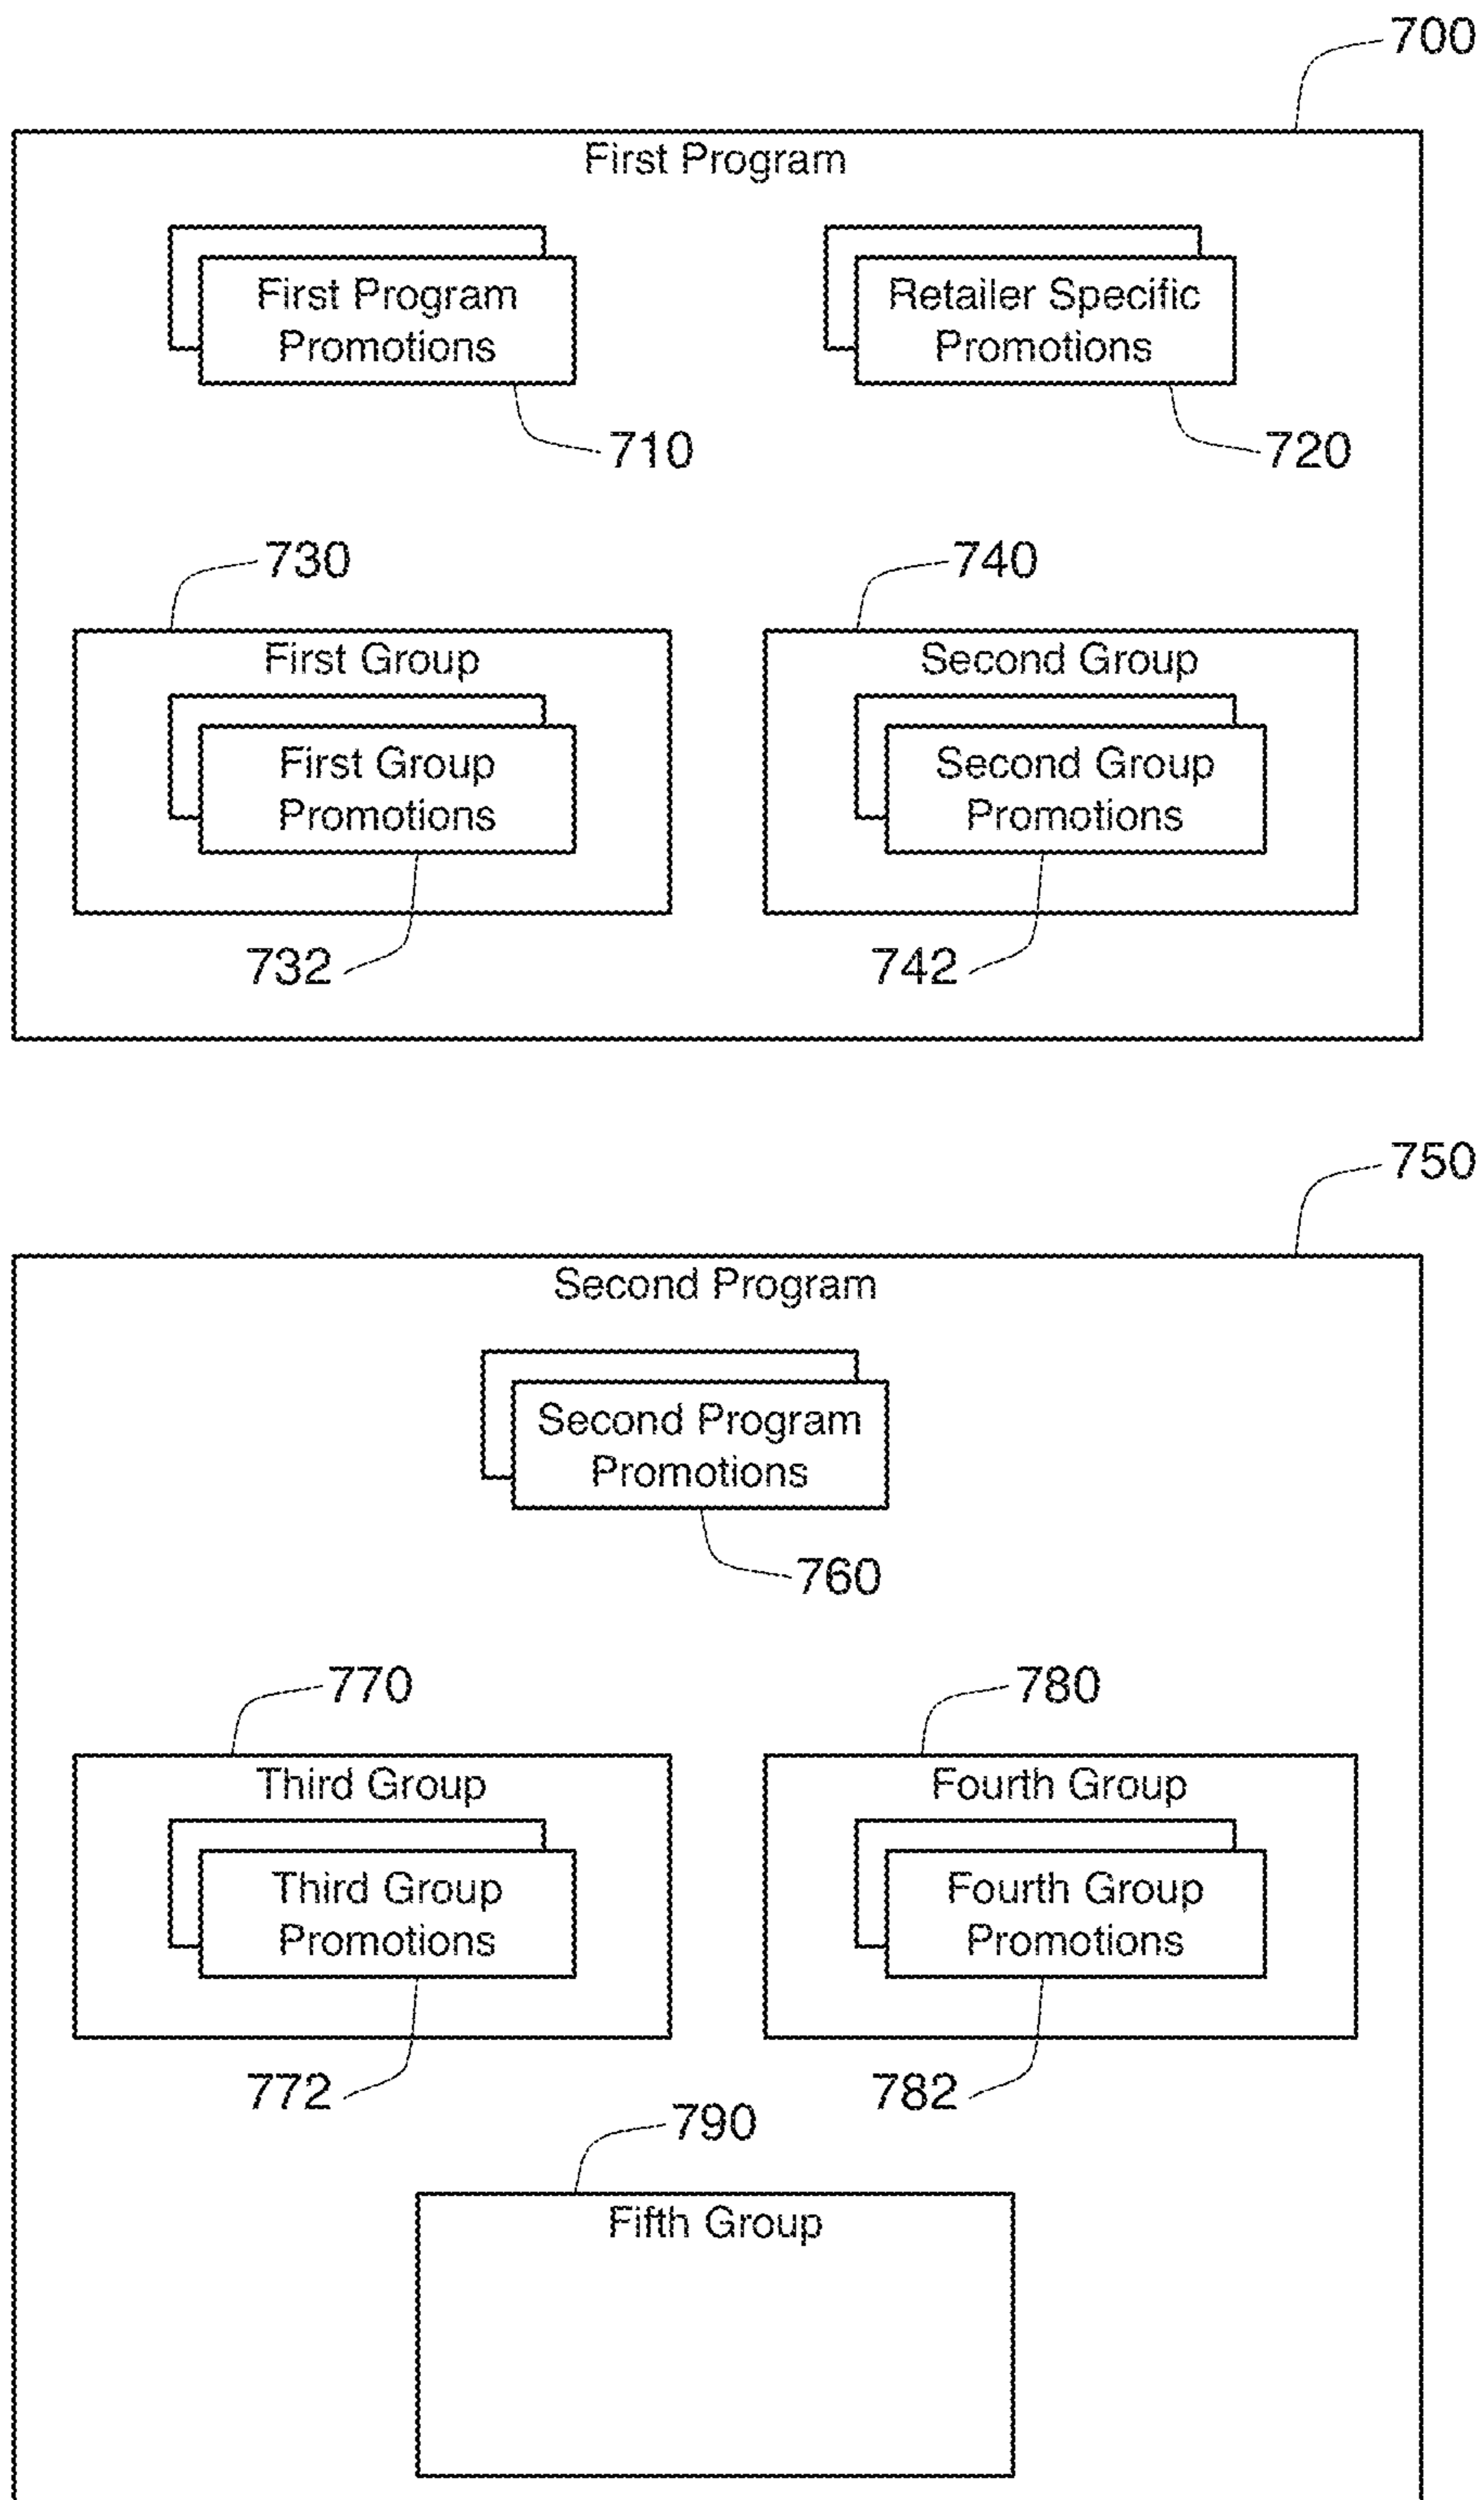 700
First Program
First Program
Promotions
Retailer Specific
Promotions
710
720
730
740
First Group
First Group
Promotions
Second Group
Second Group
Promotions
732
742
750
Second Program
Second Program
Promotions
760
770
780
Third Group
Third Group
Promotions
Fourth Group
Fourth Group
Promotions
772
782
790
Fifth Group